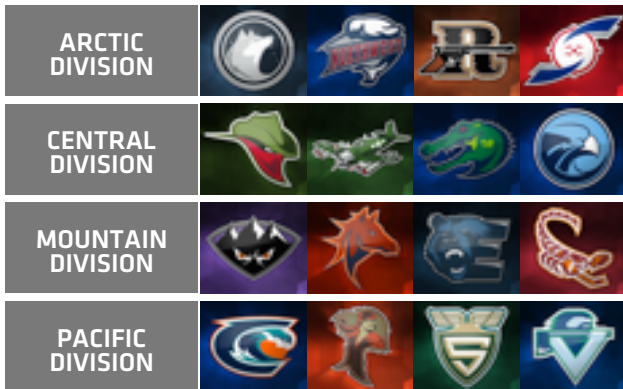 ARCTIC
DIVISION
R
S
CENTRAL
DIVISION
MOUNTAIN
DIVISION
E
PACIFIC
DIVISION
C
S
V